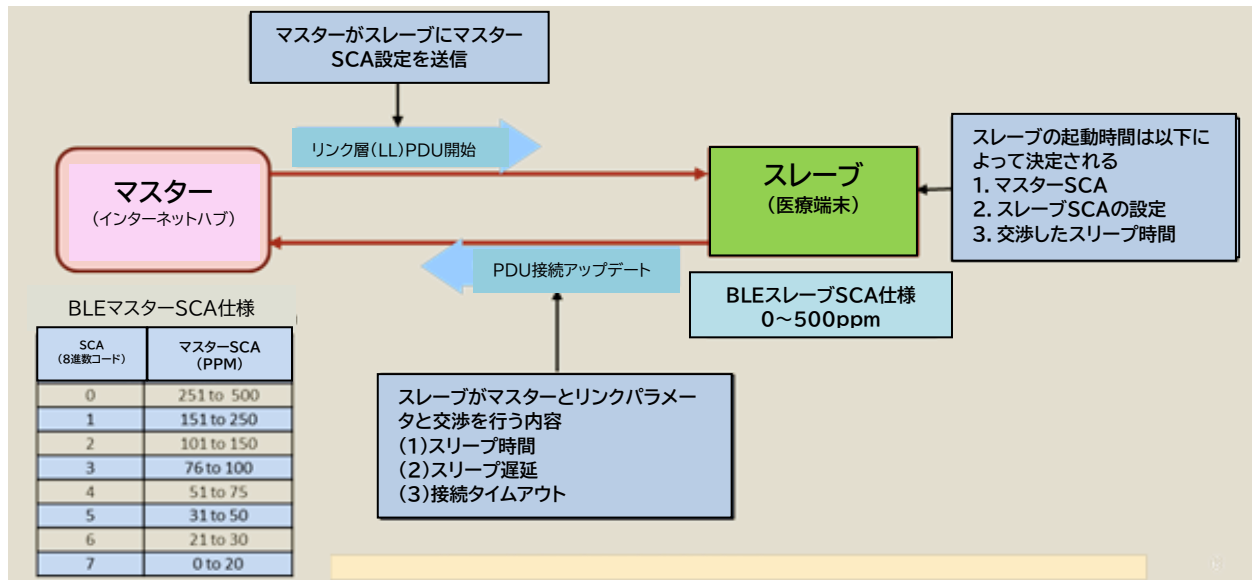 マスターがスレーブにマスター
SCA設定を送信
リンク層(LL)PDU開始
マスター
(インターネットハブ)
スレーブ
(医療端末)
スレーブの起動時間は以下に
よって決定される
1. マスターSCA
2. スレーブSCAの設定
3. 交渉したスリープ時間
PDU接続アップデート
BLEスレーブSCA仕様
0～500ppm
BLEマスターSCA仕様
SCA
(8進数コード)
マスターSCA
(PPM)
0 251 to 500
1 151 to 250
2 101 to 150
3 76 to 100
4 51 to 75
5 31 to 50
6 21 to 30
7 0 to 20
スレーブがマスターとリンクパラメー
タと交渉を行う内容
(1)スリープ時間
(2)スリープ遅延
(3)接続タイムアウト